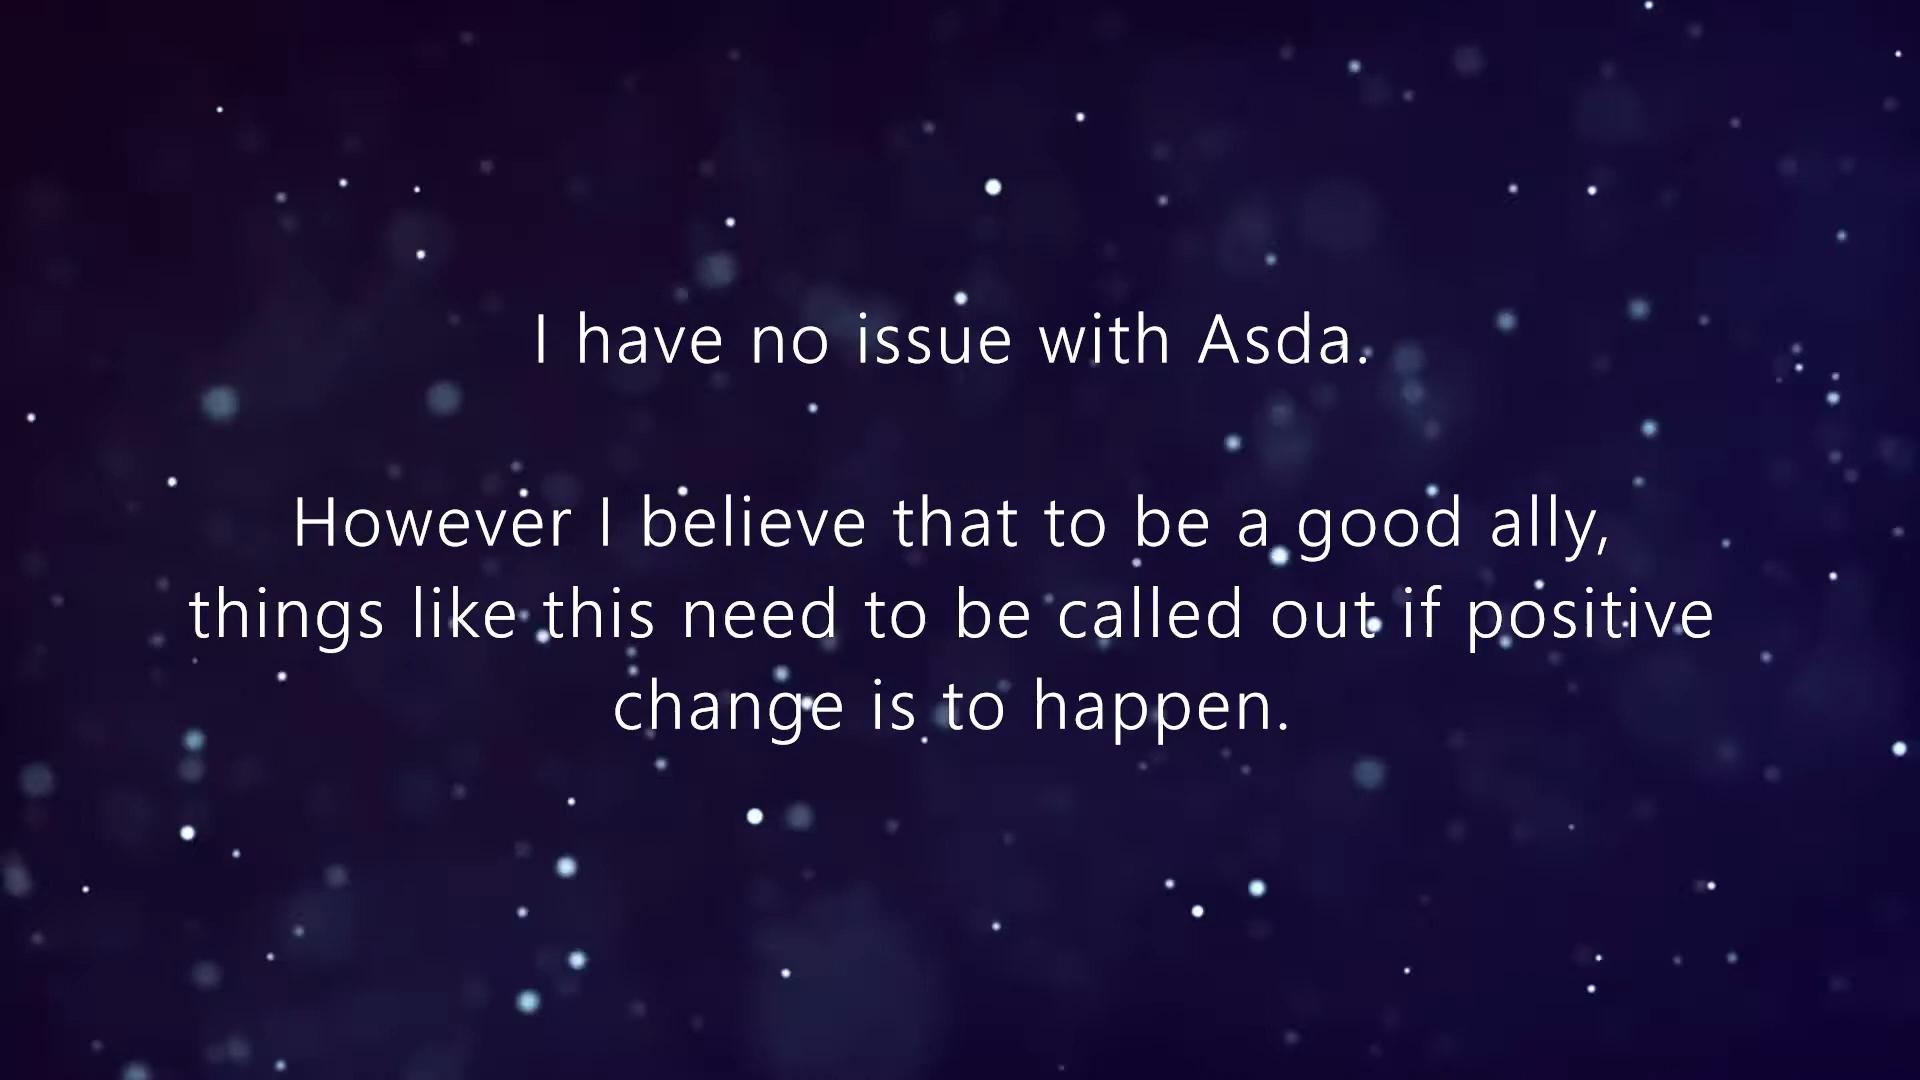 I have no issue with Asda.
However I believe that to be a good ally,
things like this need to be called out if positive
change is to happen.